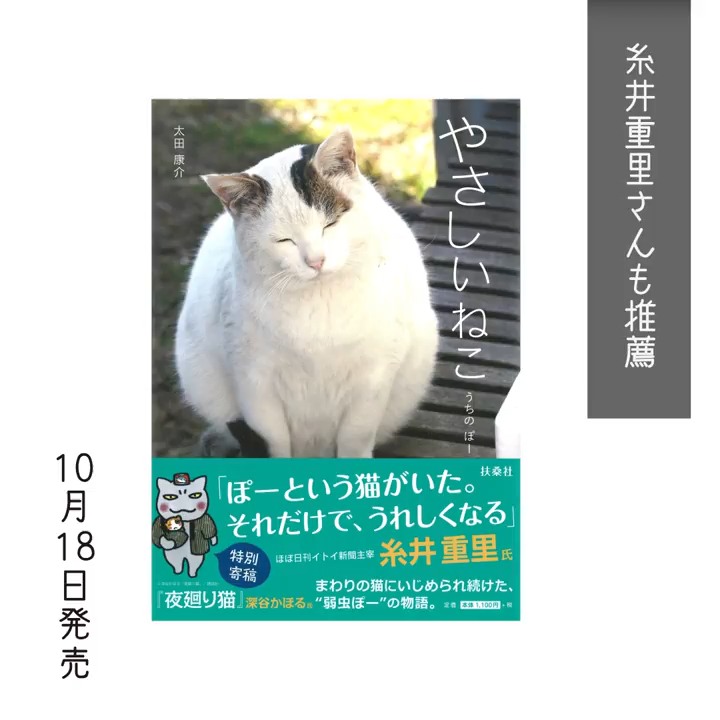 糸井重里さんも推薦
太田 康介
やさしいねこ
うちの ぽー
扶桑社
「ぽーという猫がいた。
それだけで、うれしくなる」
ほぼ日刊イトイ新聞主宰 糸井 重里 氏
特別
寄稿
『夜廻り猫』深谷かほる氏
まわりの猫にいじめられ続けた、
“弱虫ぽー”の物語。
定価 本体 1,100円 +税
10月18日発売